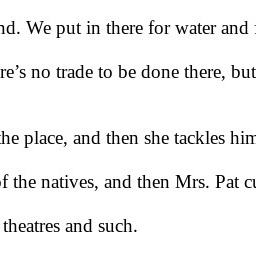 nd. We put in there for water and
re’s no trade to be done there, but
the place, and then she tackles him
of the natives, and then Mrs. Pat cu
theatres and such.